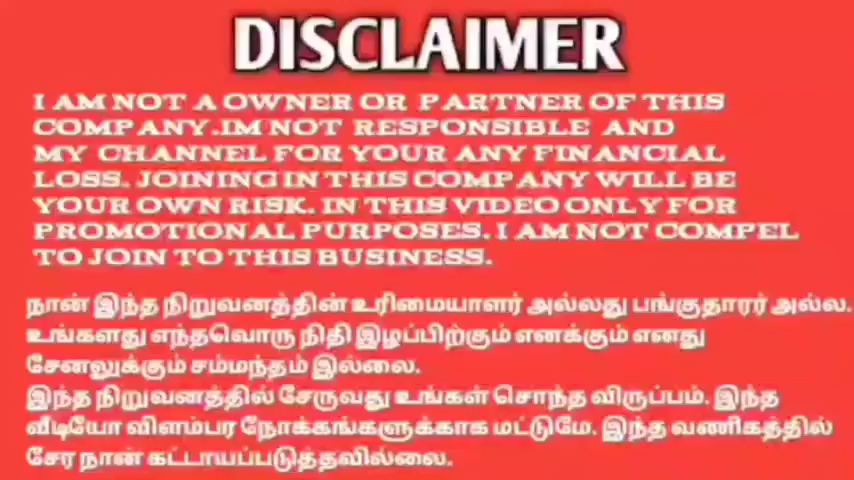 DISCLAIMER
I AM NOT A OWNER OR PARTNER OF THIS
COMPANY.IM NOT RESPONSIBLE AND
MY CHANNEL FOR YOUR ANY FINANCIAL
LOSS. JOINING IN THIS COMPANY WILL BE
YOUR OWN RISK. IN THIS VIDEO ONLY FOR
PROMOTIONAL PURPOSES. I AM NOT COMPEL
TO JOIN TO THIS BUSINESS.
நான் இந்த நிறுவனத்தின் உரிமையாளர் அல்லது பங்குதாரர் அல்ல.
உங்களது எந்தவொரு நிதி இழப்பிற்கும் எனக்கும் எனது
சேனலுக்கும் சம்மந்தம் இல்லை.
இந்த நிறுவனத்தில் சேருவது உங்கள் சொந்த விருப்பம். இந்த
வீடியோ விளம்பர நோக்கங்களுக்காக மட்டுமே. இந்த வணிகத்தில்
சேர நான் கட்டாயப்படுத்தவில்லை.